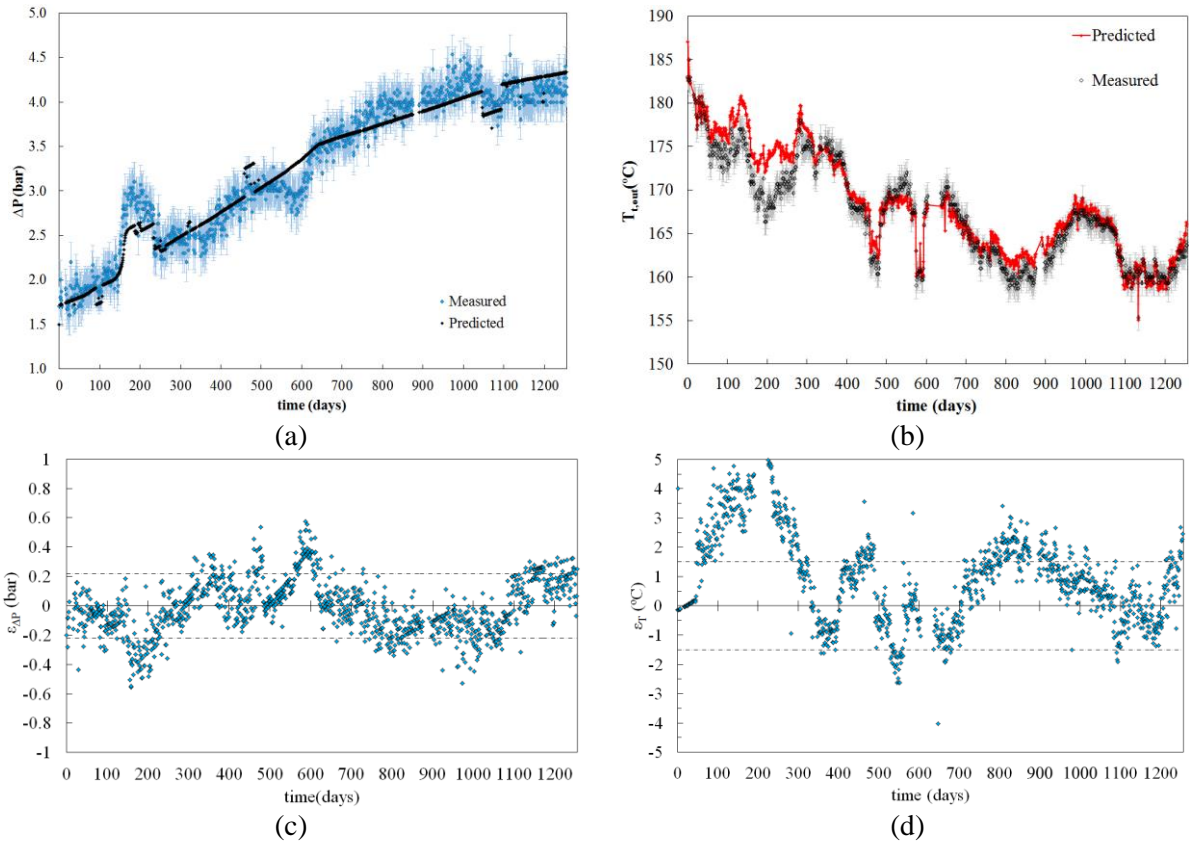 5.0
4.5
4.0
3.5
3.0
2.5
2.0
1.5
1.0
ΔP (bar)
Measured
Predicted
0 100 200 300 400 500 600 700 800 900 1000 1100 1200
time (days)
(a)
190
185
180
175
170
165
160
155
150
T_t,out(°C)
Predicted
Measured
0 100 200 300 400 500 600 700 800 900 1000 1100 1200
time (days)
(b)
1
0.8
0.6
0.4
0.2
0
-0.2
-0.4
-0.6
-0.8
-1
ε_ΔP (bar)
0 100 200 300 400 500 600 700 800 900 1000 1100 1200
time(days)
(c)
5
4
3
2
1
0
-1
-2
-3
-4
-5
ε_T (°C)
0 100 200 300 400 500 600 700 800 900 1000 1100 1200
time (days)
(d)